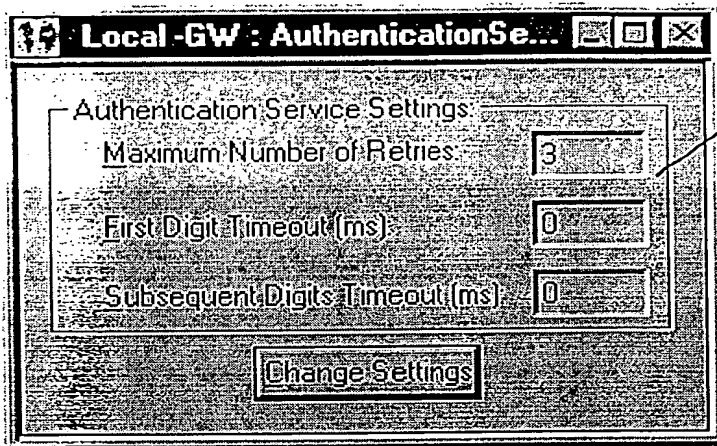 Local -GW : AuthenticationSe...
Authentication Service Settings
Maximum Number of Retries: 3
First Digit Timeout (ms): 0
Subsequent Digits Timeout (ms): 0
Change Settings